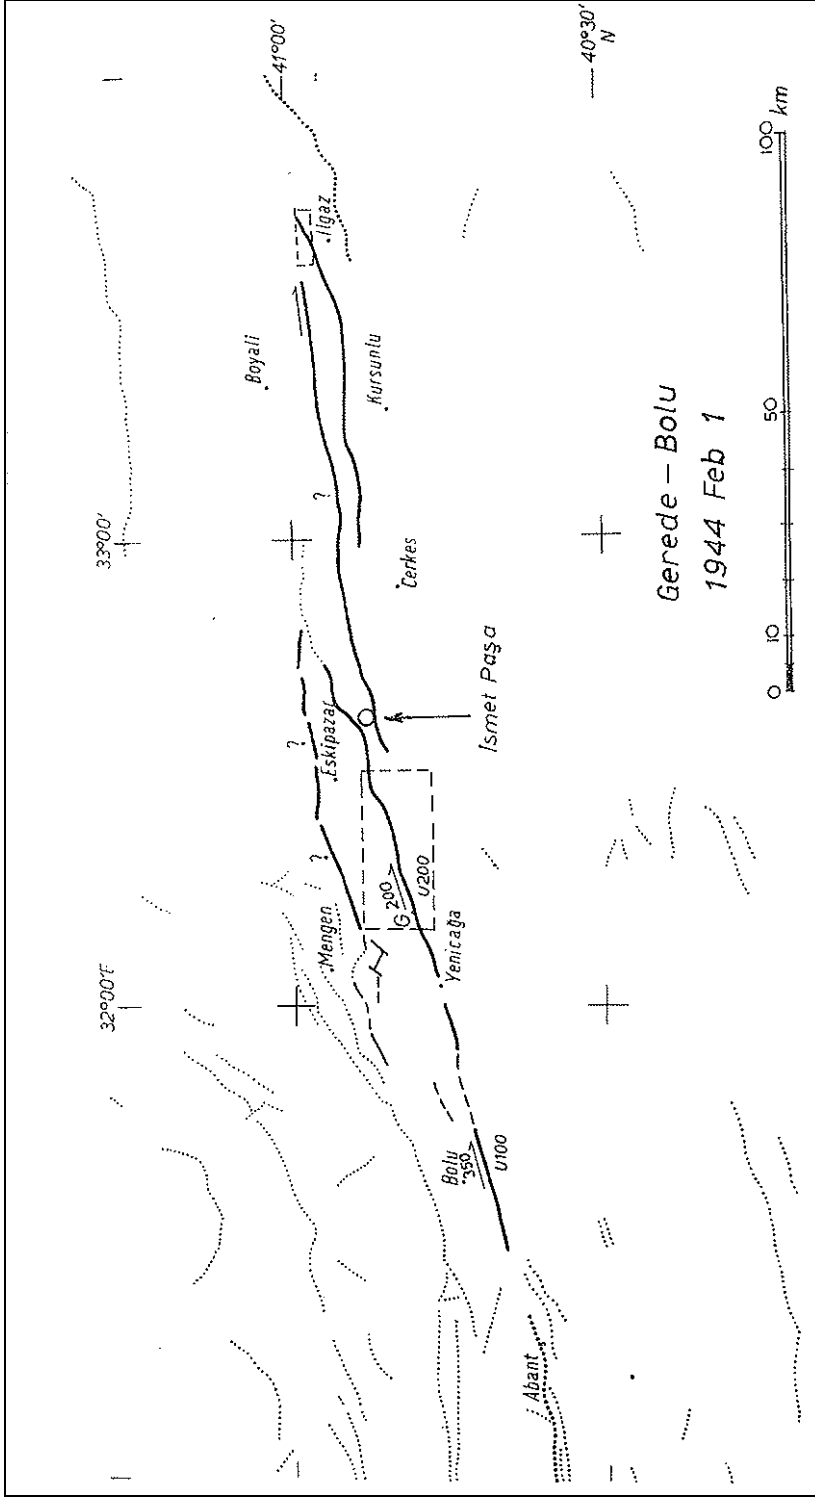 32°00'E
33°00'
41°00'
Boyali
Ilgaz
Mengen
?
?
Eskipazar
?
Kursunlu
G
200
U200
Cerkes
Yenicağa
Ismet Paşa
Bolu
350
U100
Abant
40°30'
N
Gerede – Bolu
1944 Feb 1
0
10
50
100
km